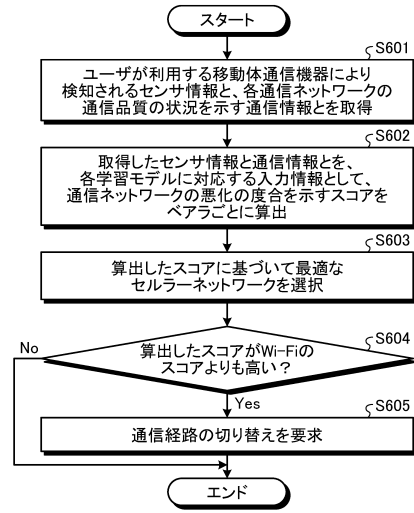 スタート
S601
ユーザが利用する移動体通信機器により
検知されるセンサ情報と、各通信ネットワークの
通信品質の状況を示す通信情報とを取得
S602
取得したセンサ情報と通信情報とを、
各学習モデルに対応する入力情報として、
通信ネットワークの悪化の度合を示すスコアを
ベアラごとに算出
S603
算出したスコアに基づいて最適な
セルラーネットワークを選択
S604
No
算出したスコアがWi-Fiの
スコアよりも高い?
Yes
S605
通信経路の切り替えを要求
エンド